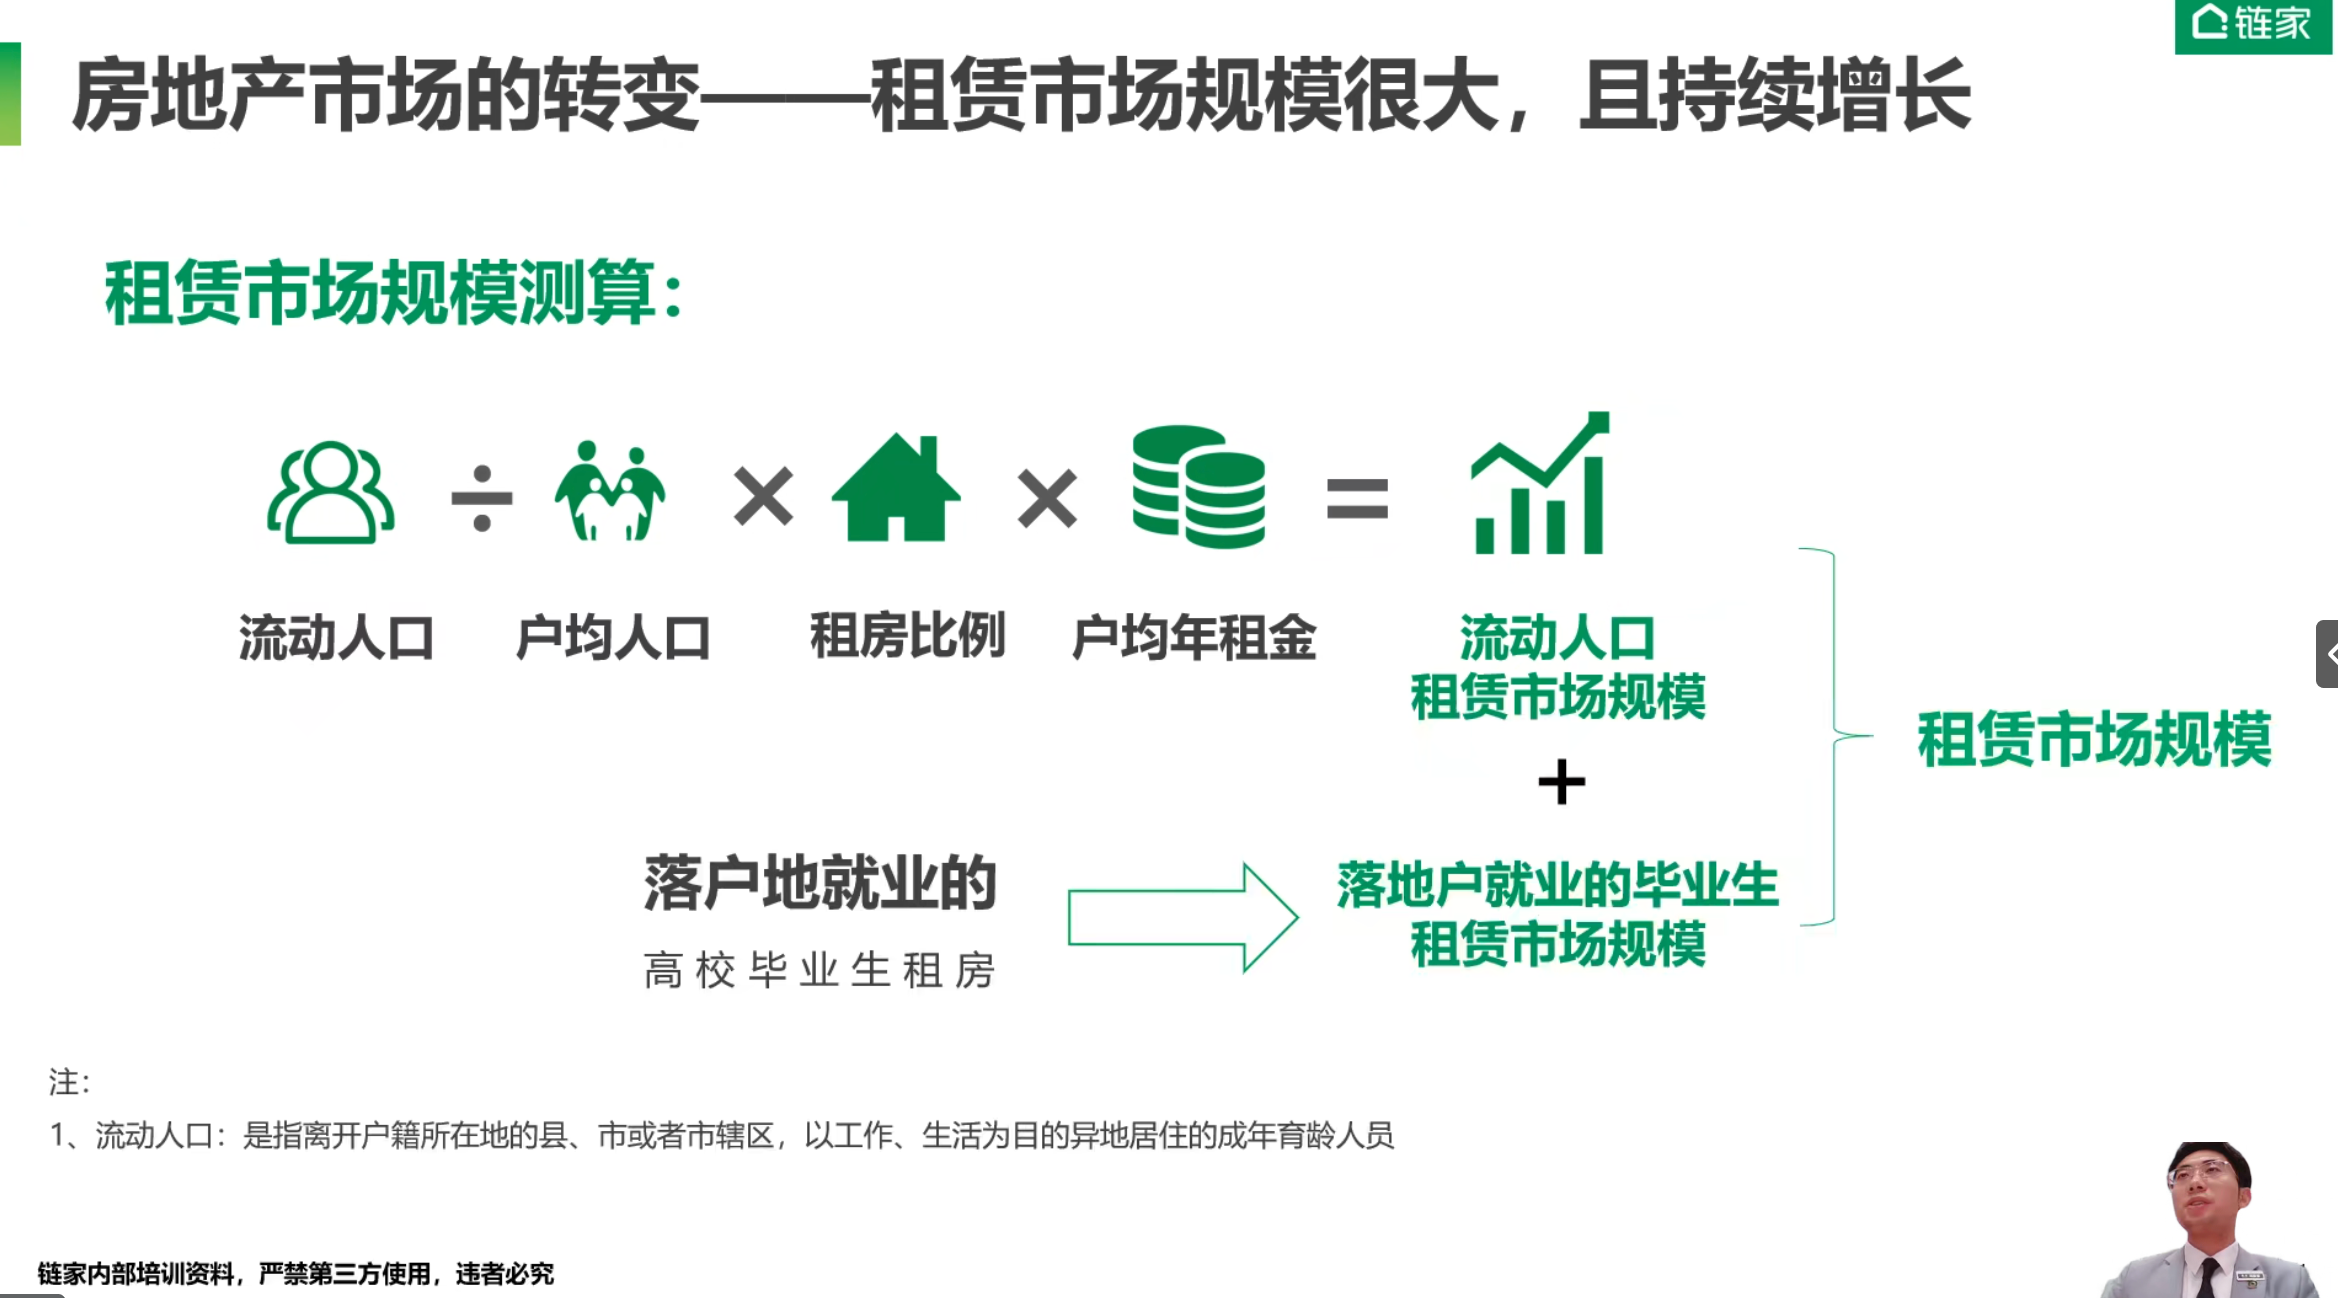 链家
房地产市场的转变——租赁市场规模很大，且持续增长
租赁市场规模测算：
÷ × × =
流动人口 户均人口 租房比例 户均年租金
流动人口
租赁市场规模
+
落户地就业的
高校毕业生租房
落地户就业的毕业生
租赁市场规模
租赁市场规模
注：
1、流动人口：是指离开户籍所在地的县、市或者市辖区，以工作、生活为目的异地居住的成年育龄人员
链家内部培训资料，严禁第三方使用，违者必究